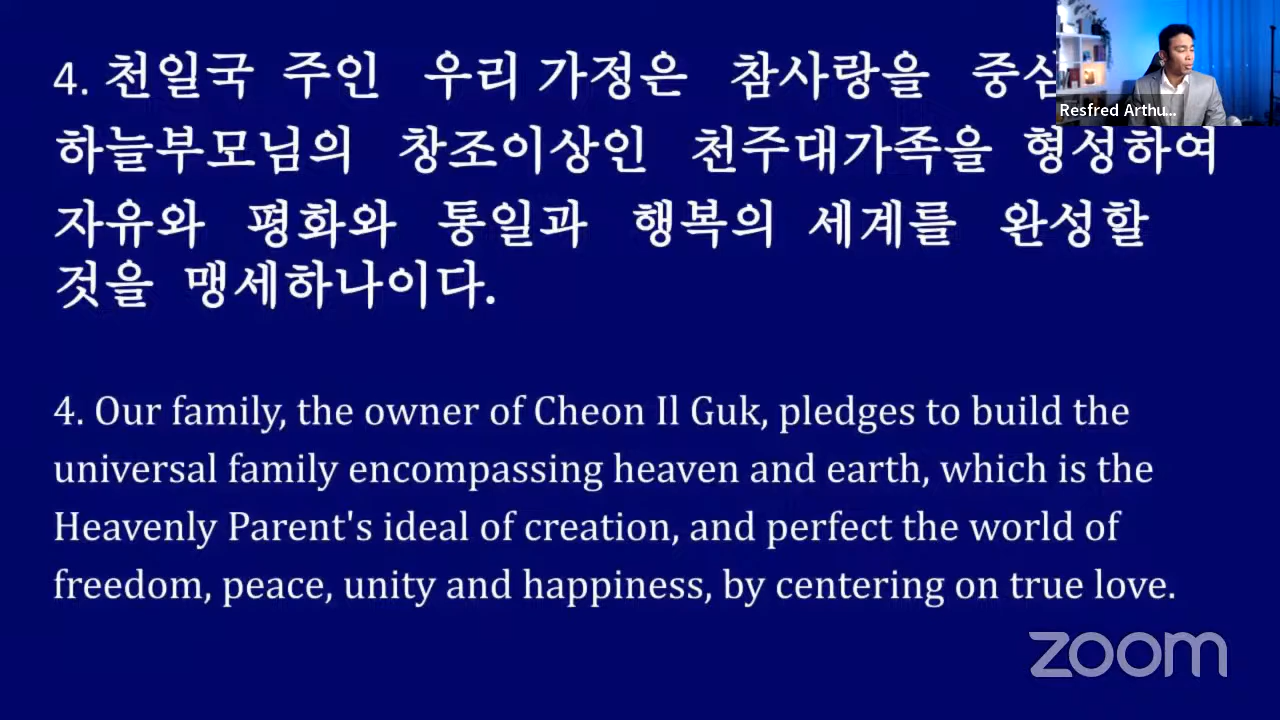 4. 천일국 주인 우리 가정은 참사랑을
하늘부모님의 창조이상인 천주대가족을 형성하여
자유와 평화와 통일과 행복의 세계를 완성할
것을 맹세하나이다.
4. Our family, the owner of Cheon Il Guk, pledges to build the
universal family encompassing heaven and earth, which is the
Heavenly Parent's ideal of creation, and perfect the world of
freedom, peace, unity and happiness, by centering on true love.
Resfred Arthu...
zoom